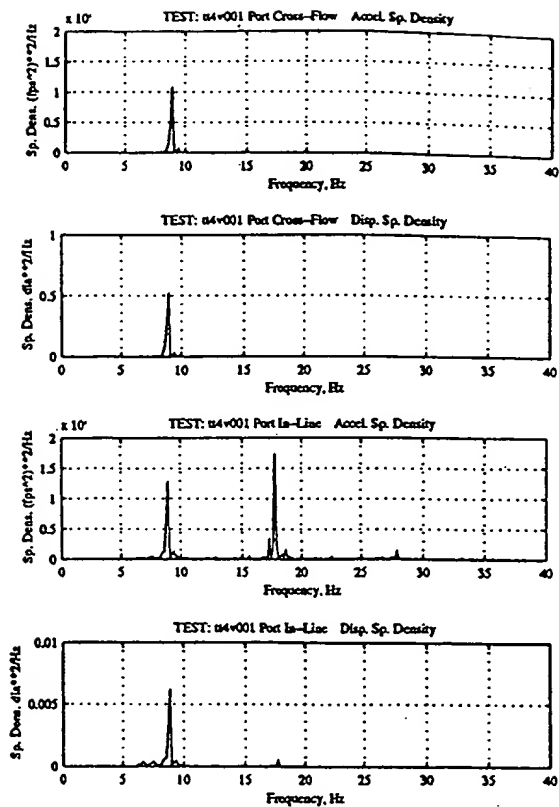 TEST: tt4v001 Port Cross-Flow Accel. Sp. Density
x 10
Sp. Dens, (fps^2)**2/Hz
2
1.5
1
0.5
0
0 5 10 15 20 25 30 35 40
Frequency, Hz
TEST: tt4v001 Port Cross-Flow Disp. Sp. Density
Sp. Dens, dia**2/Hz
1
0.5
0
0 5 10 15 20 25 30 35 40
Frequency, Hz
TEST: tt4v001 Port In-Line Accel. Sp. Density
x 10
Sp. Dens, (fps^2)**2/Hz
2
1.5
1
0.5
0
0 5 10 15 20 25 30 35 40
Frequency, Hz
TEST: tt4v001 Port In-Line Disp. Sp. Density
Sp. Dens, dia**2/Hz
0.01
0.005
0
0 5 10 15 20 25 30 35 40
Frequency, Hz